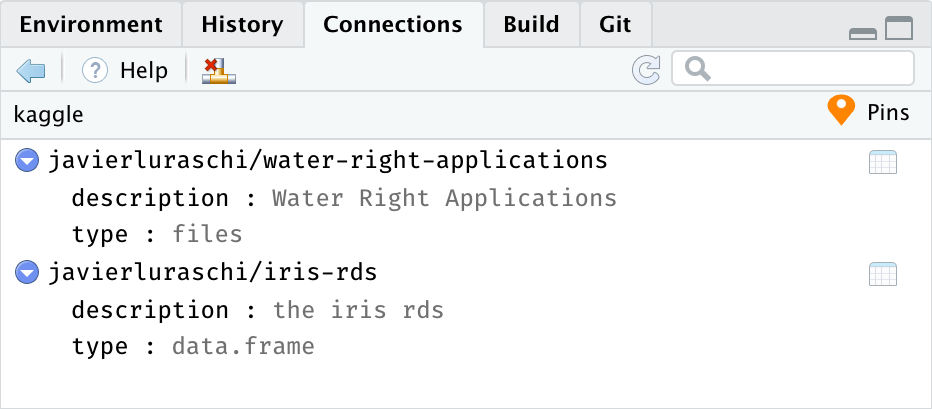 Environment History Connections Build Git
? Help
kaggle Pins
javierluraschi/water-right-applications
description : Water Right Applications
type : files
javierluraschi/iris-rds
description : the iris rds
type : data.frame